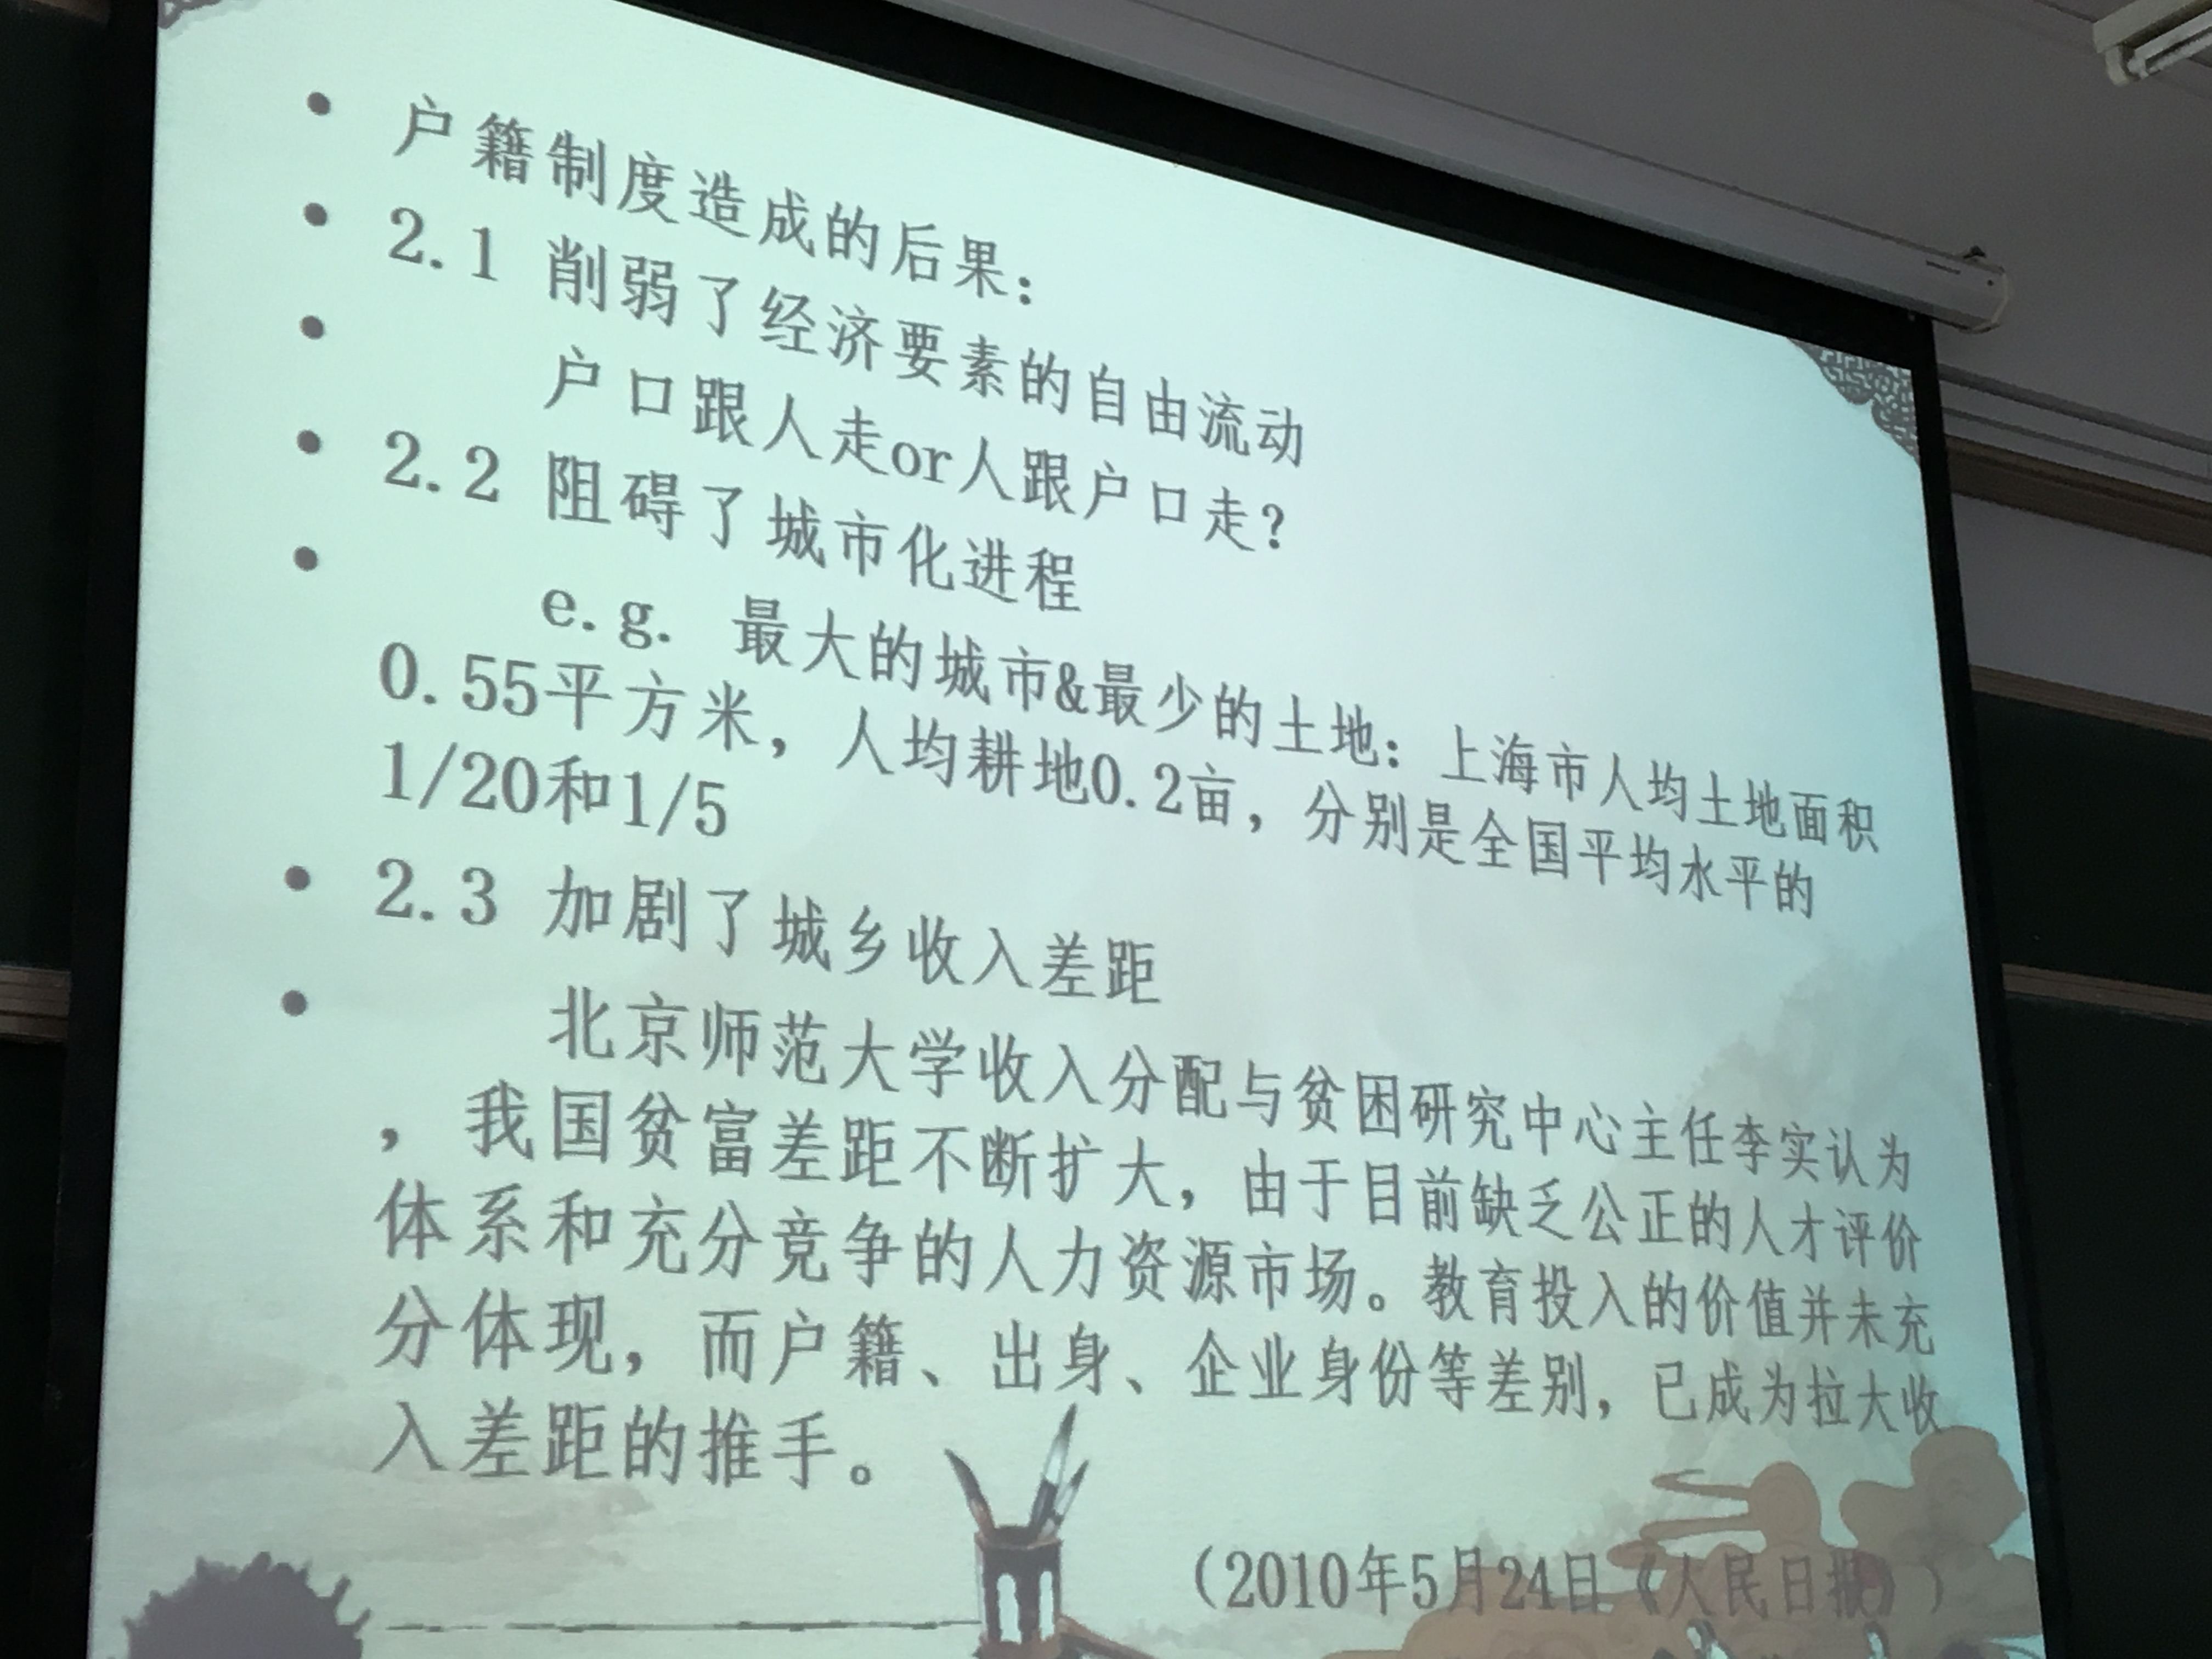 • 户籍制度造成的后果：
• 2.1 削弱了经济要素的自由流动
• 户口跟人走or人跟户口走?
• 2.2 阻碍了城市化进程
• e.g. 最大的城市&最少的土地：上海市人均土地面积
0.55平方米，人均耕地0.2亩，分别是全国平均水平的
1/20和1/5
• 2.3 加剧了城乡收入差距
• 北京师范大学收入分配与贫困研究中心主任李实认为
，我国贫富差距不断扩大，由于目前缺乏公正的人才评价
体系和充分竞争的人力资源市场。教育投入的价值并未充
分体现，而户籍、出身、企业身份等差别，已成为拉大收
入差距的推手。
（2010年5月24日《人民日报》）